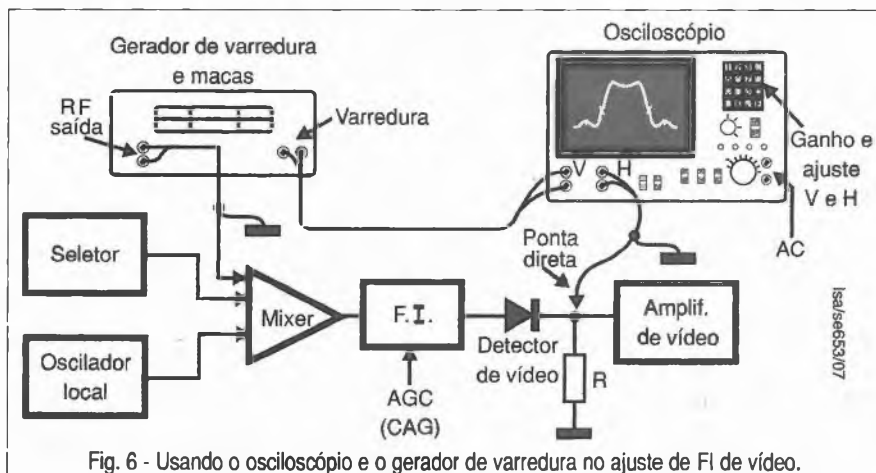 Osciloscópio
Gerador de varredura
e macas
RF
saída
Varredura
V
H
Ganho e
ajuste
V e H
AC
Ponta
direta
Seletor
Mixer
F.I.
Detector
de vídeo
R
Amplif.
de vídeo
Oscilador
local
AGC
(CAG)
Isa/se653/07
Fig. 6 - Usando o osciloscópio e o gerador de varredura no ajuste de FI de vídeo.